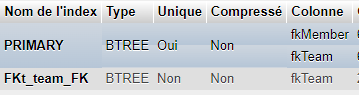 Nom de l'index Type Unique Compressé Colonne
PRIMARY BTREE Oui Non fkMember
fkTeam
FKt_team_FK BTREE Non Non fkTeam